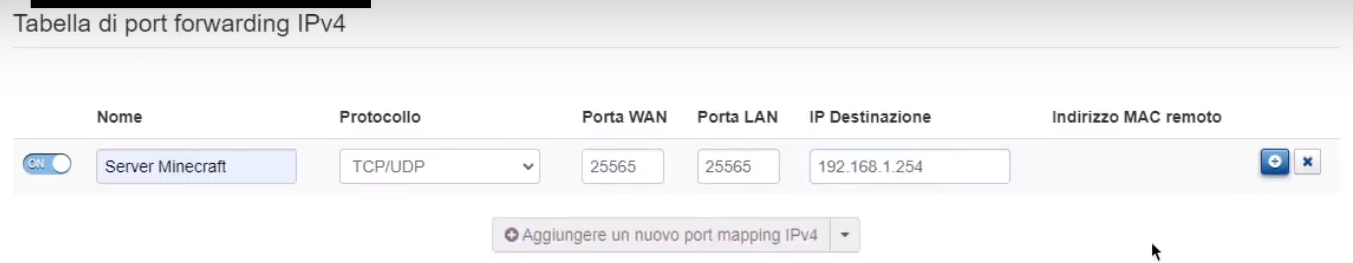 Tabella di port forwarding IPv4
Nome Protocollo Porta WAN Porta LAN IP Destinazione Indirizzo MAC remoto
ON Server Minecraft TCP/UDP 25565 25565 192.168.1.254
Aggiungere un nuovo port mapping IPv4